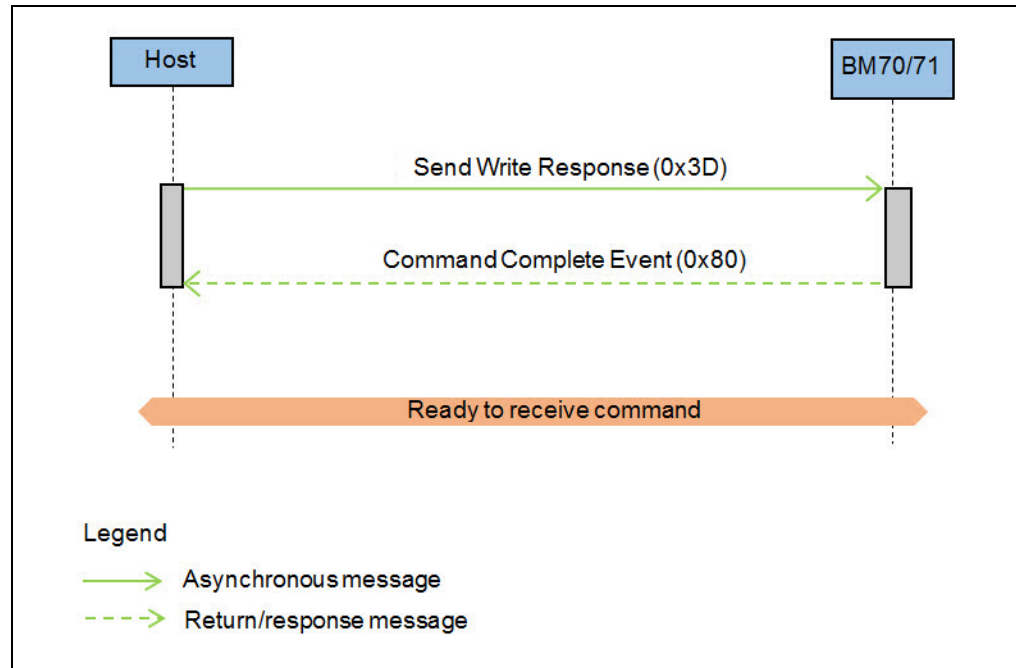 Host
BM70/71
Send Write Response (0x3D)
Command Complete Event (0x80)
Ready to receive command
Legend
Asynchronous message
Return/response message